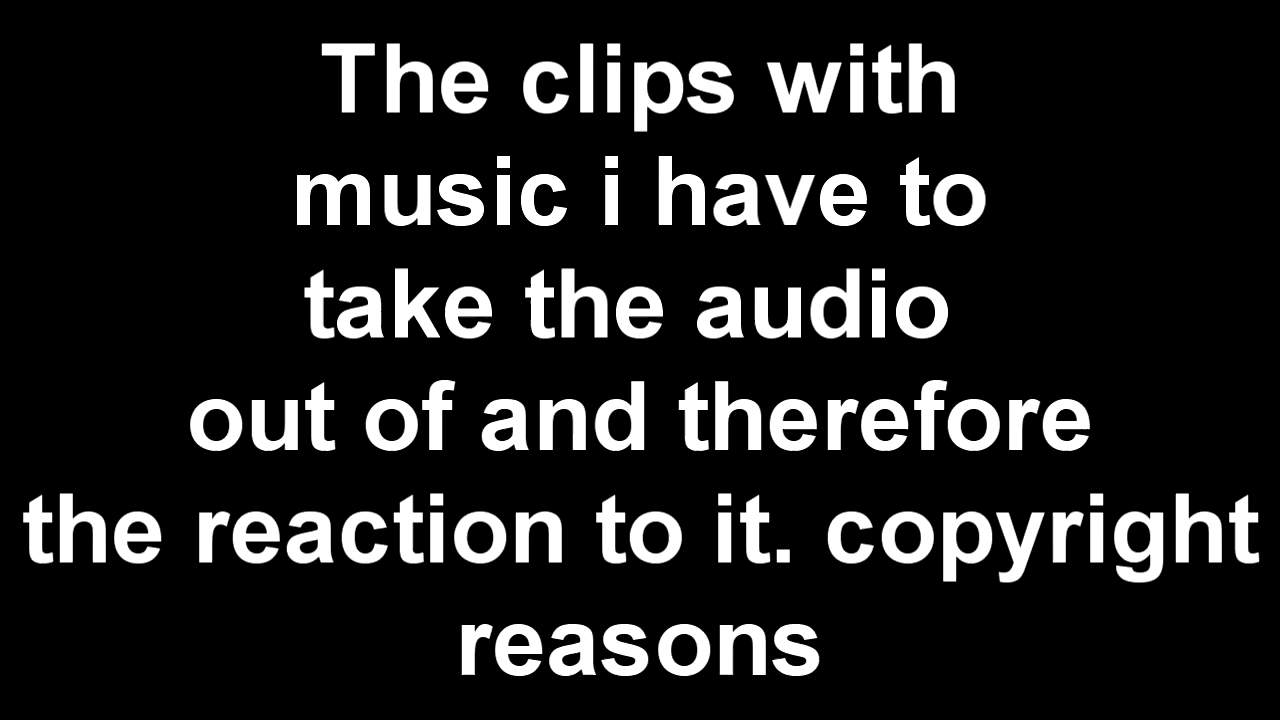 The clips with
music i have to
take the audio
out of and therefore
the reaction to it. copyright
reasons